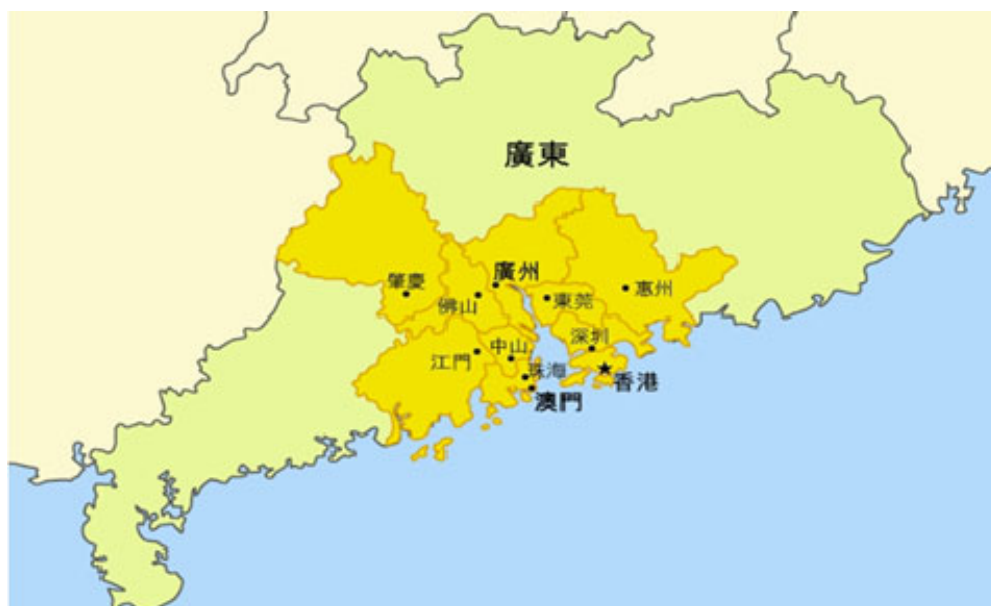 廣東
廣州
肇慶
佛山
東莞
惠州
江門
中山
深圳
珠海
香港
澳門